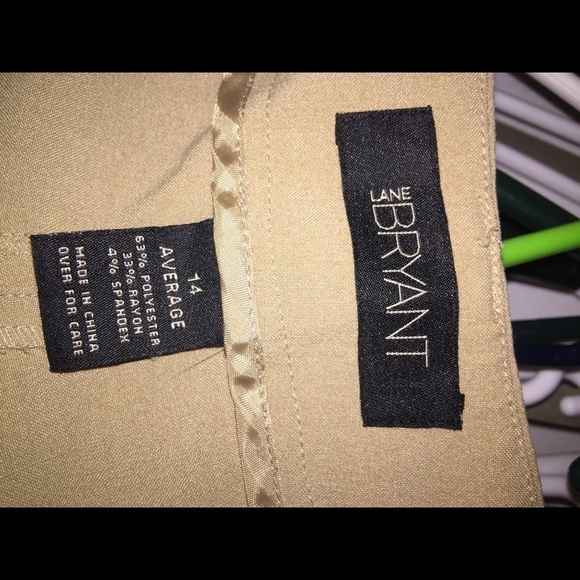 LANE
BRYANT
14
AVERAGE
63% POLYESTER
33% RAYON
4% SPANDEX
MADE IN CHINA
OVER FOR CARE